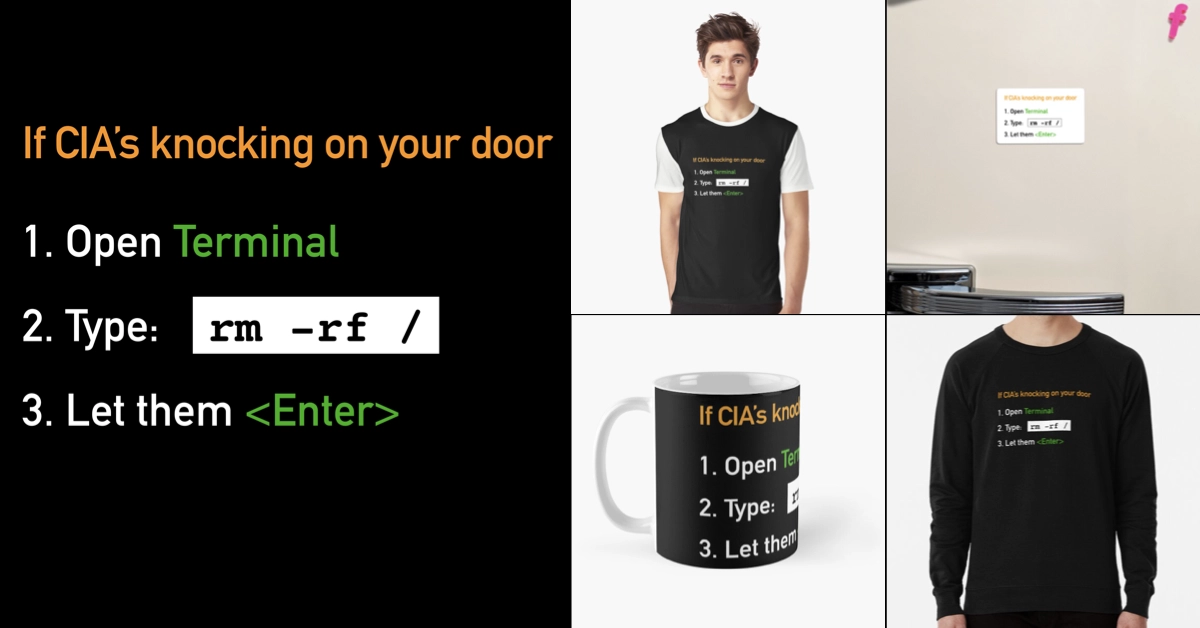 If CIA's knocking on your door
1. Open Terminal
2. Type: rm -rf /
3. Let them <Enter>
If CIA's knocking on your door
1. Open Terminal
2. Type: rm -rf /
3. Let them <Enter>
If CIA's knocking on your door
1. Open Terminal
2. Type: rm -rf /
3. Let them <Enter>
If CIA's knoc
1. Open Ter
2. Type: r
3. Let them
If CIA's knocking on your door
1. Open Terminal
2. Type: rm -rf /
3. Let them <Enter>